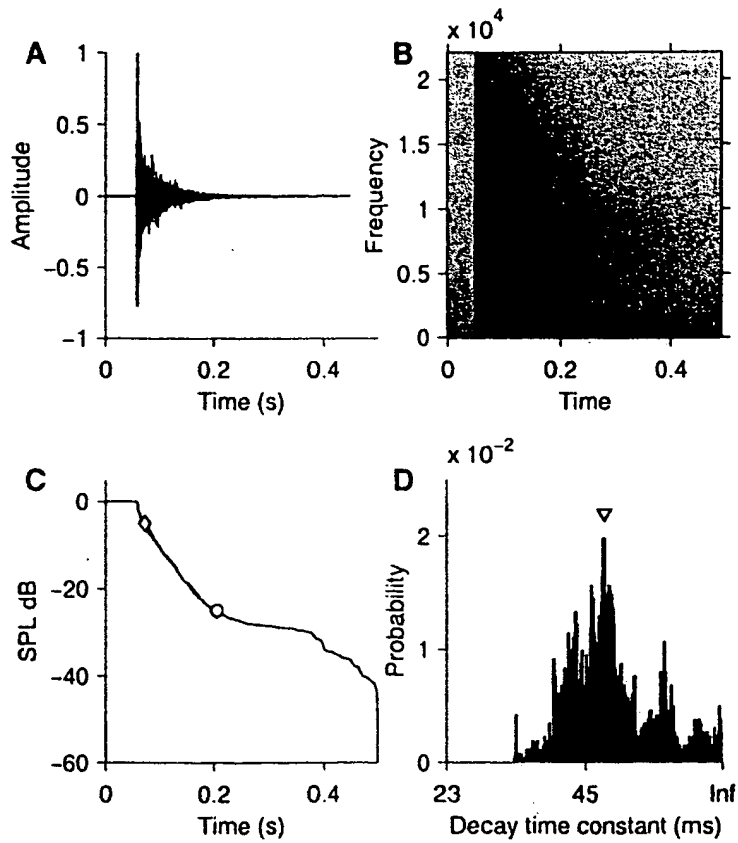 A
1
0.5
0
−0.5
−1
Amplitude
0 0.2 0.4
Time (s)
B
x 10⁴
2
1.5
1
0.5
0
Frequency
0 0.2 0.4
Time
C
0
−20
−40
−60
SPL dB
0 0.2 0.4
Time (s)
D
x 10⁻²
2
1
0
Probability
23 45 Inf
Decay time constant (ms)